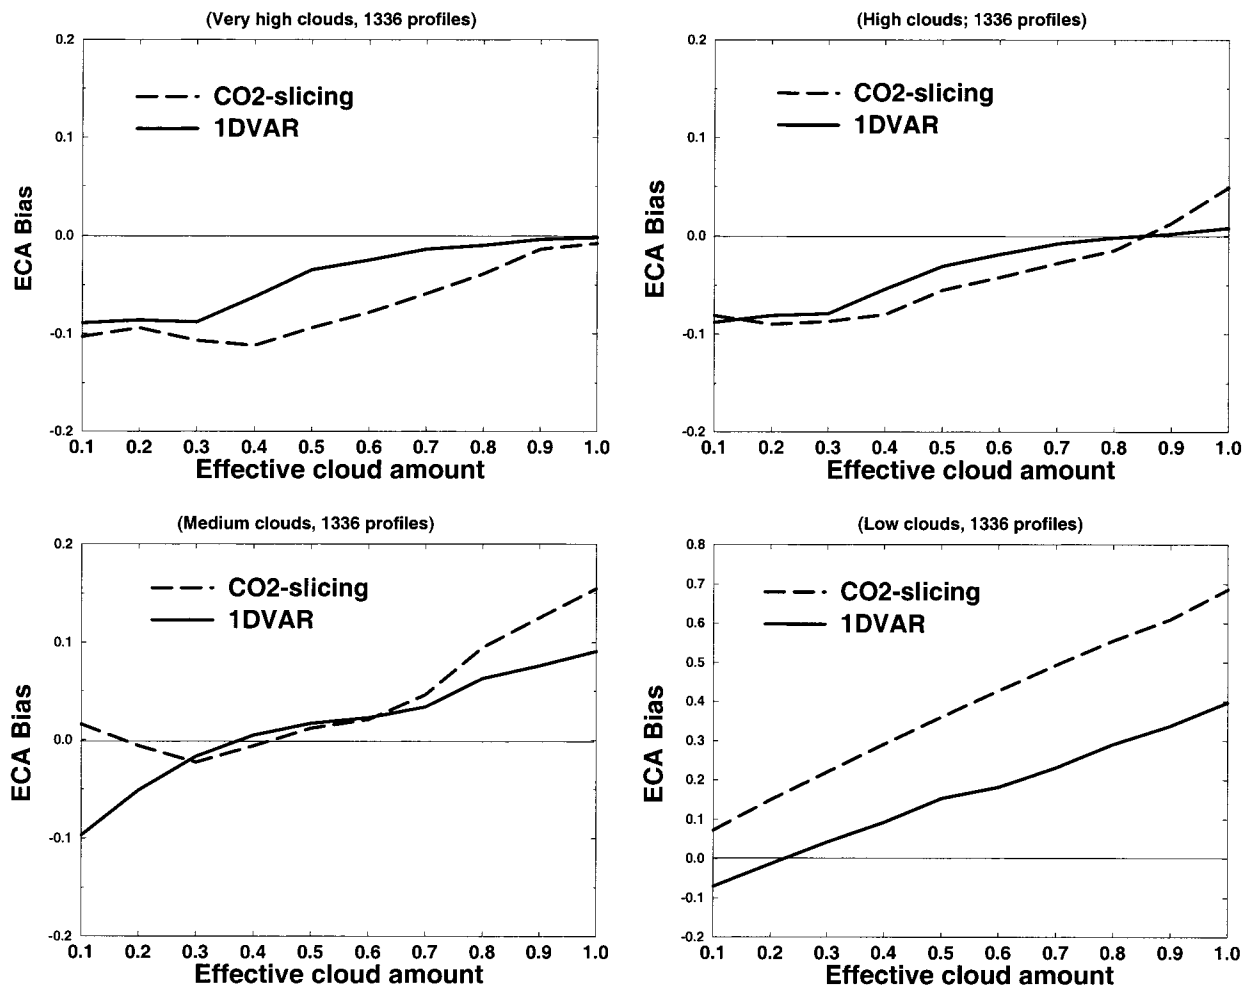 (Very high clouds, 1336 profiles)
0.2
0.1
0.0
-0.1
-0.2
ECA Bias
CO2-slicing
1DVAR
0.1 0.2 0.3 0.4 0.5 0.6 0.7 0.8 0.9 1.0
Effective cloud amount
(High clouds; 1336 profiles)
0.2
0.1
0.0
-0.1
-0.2
ECA Bias
CO2-slicing
1DVAR
0.1 0.2 0.3 0.4 0.5 0.6 0.7 0.8 0.9 1.0
Effective cloud amount
(Medium clouds, 1336 profiles)
0.2
0.1
0.0
-0.1
-0.2
ECA Bias
CO2-slicing
1DVAR
0.1 0.2 0.3 0.4 0.5 0.6 0.7 0.8 0.9 1.0
Effective cloud amount
(Low clouds, 1336 profiles)
0.8
0.7
0.6
0.5
0.4
0.3
0.2
0.1
0.0
-0.1
-0.2
ECA Bias
CO2-slicing
1DVAR
0.1 0.2 0.3 0.4 0.5 0.6 0.7 0.8 0.9 1.0
Effective cloud amount